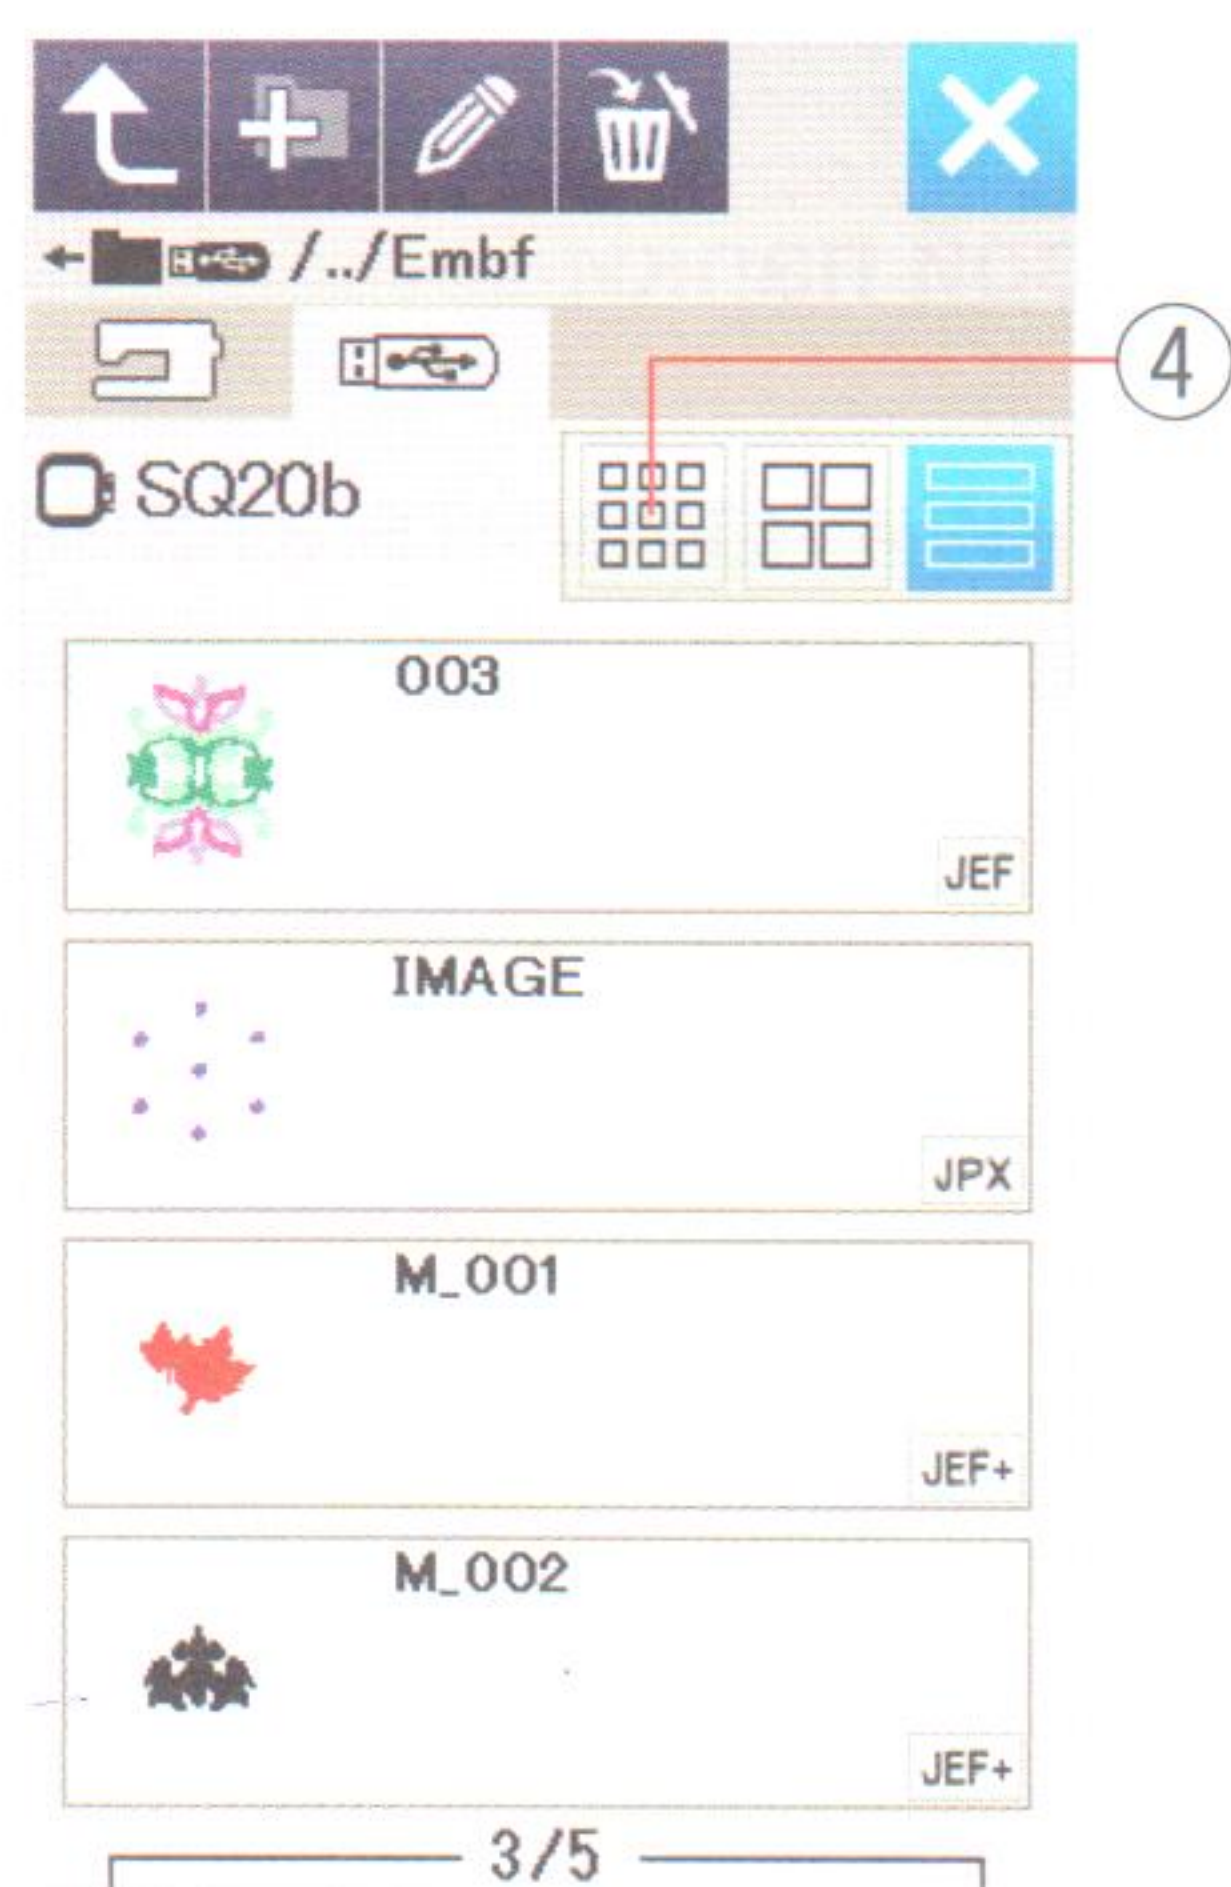 /../Embf
4
SQ20b
003
JEF
IMAGE
JPX
M_001
JEF+
M_002
JEF+
3/5